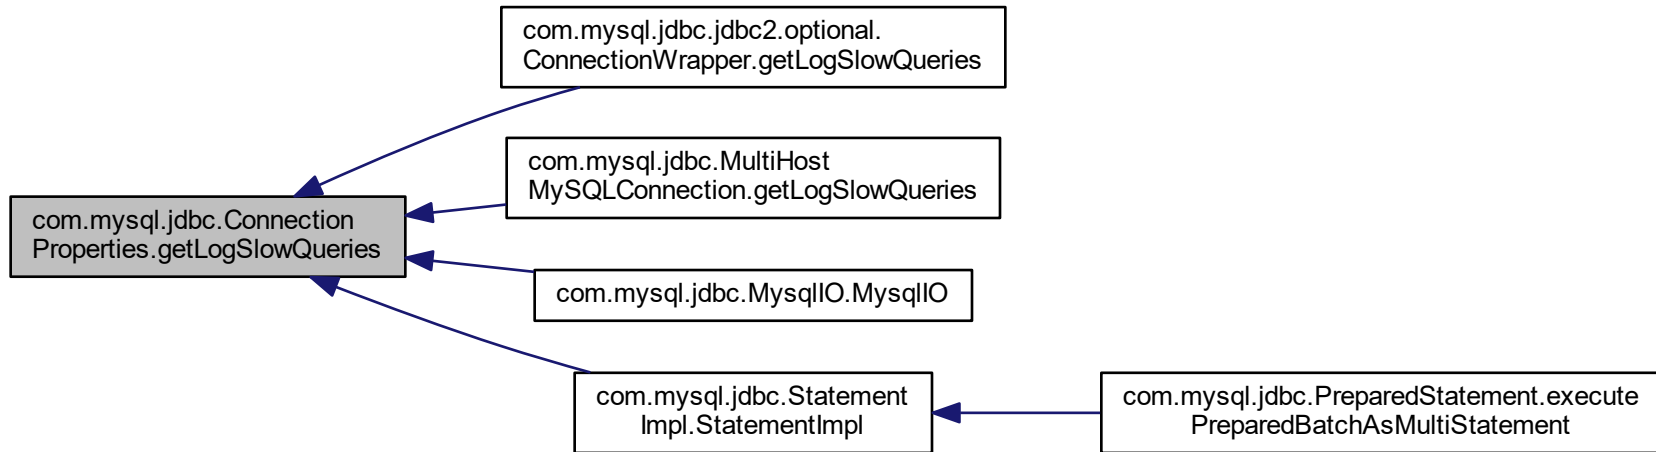 com.mysql.jdbc.jdbc2.optional.
ConnectionWrapper.getLogSlowQueries
com.mysql.jdbc.MultiHost
MySQLConnection.getLogSlowQueries
com.mysql.jdbc.Connection
Properties.getLogSlowQueries
com.mysql.jdbc.MysqlIO.MysqlIO
com.mysql.jdbc.Statement
Impl.StatementImpl
com.mysql.jdbc.PreparedStatement.execute
PreparedBatchAsMultiStatement